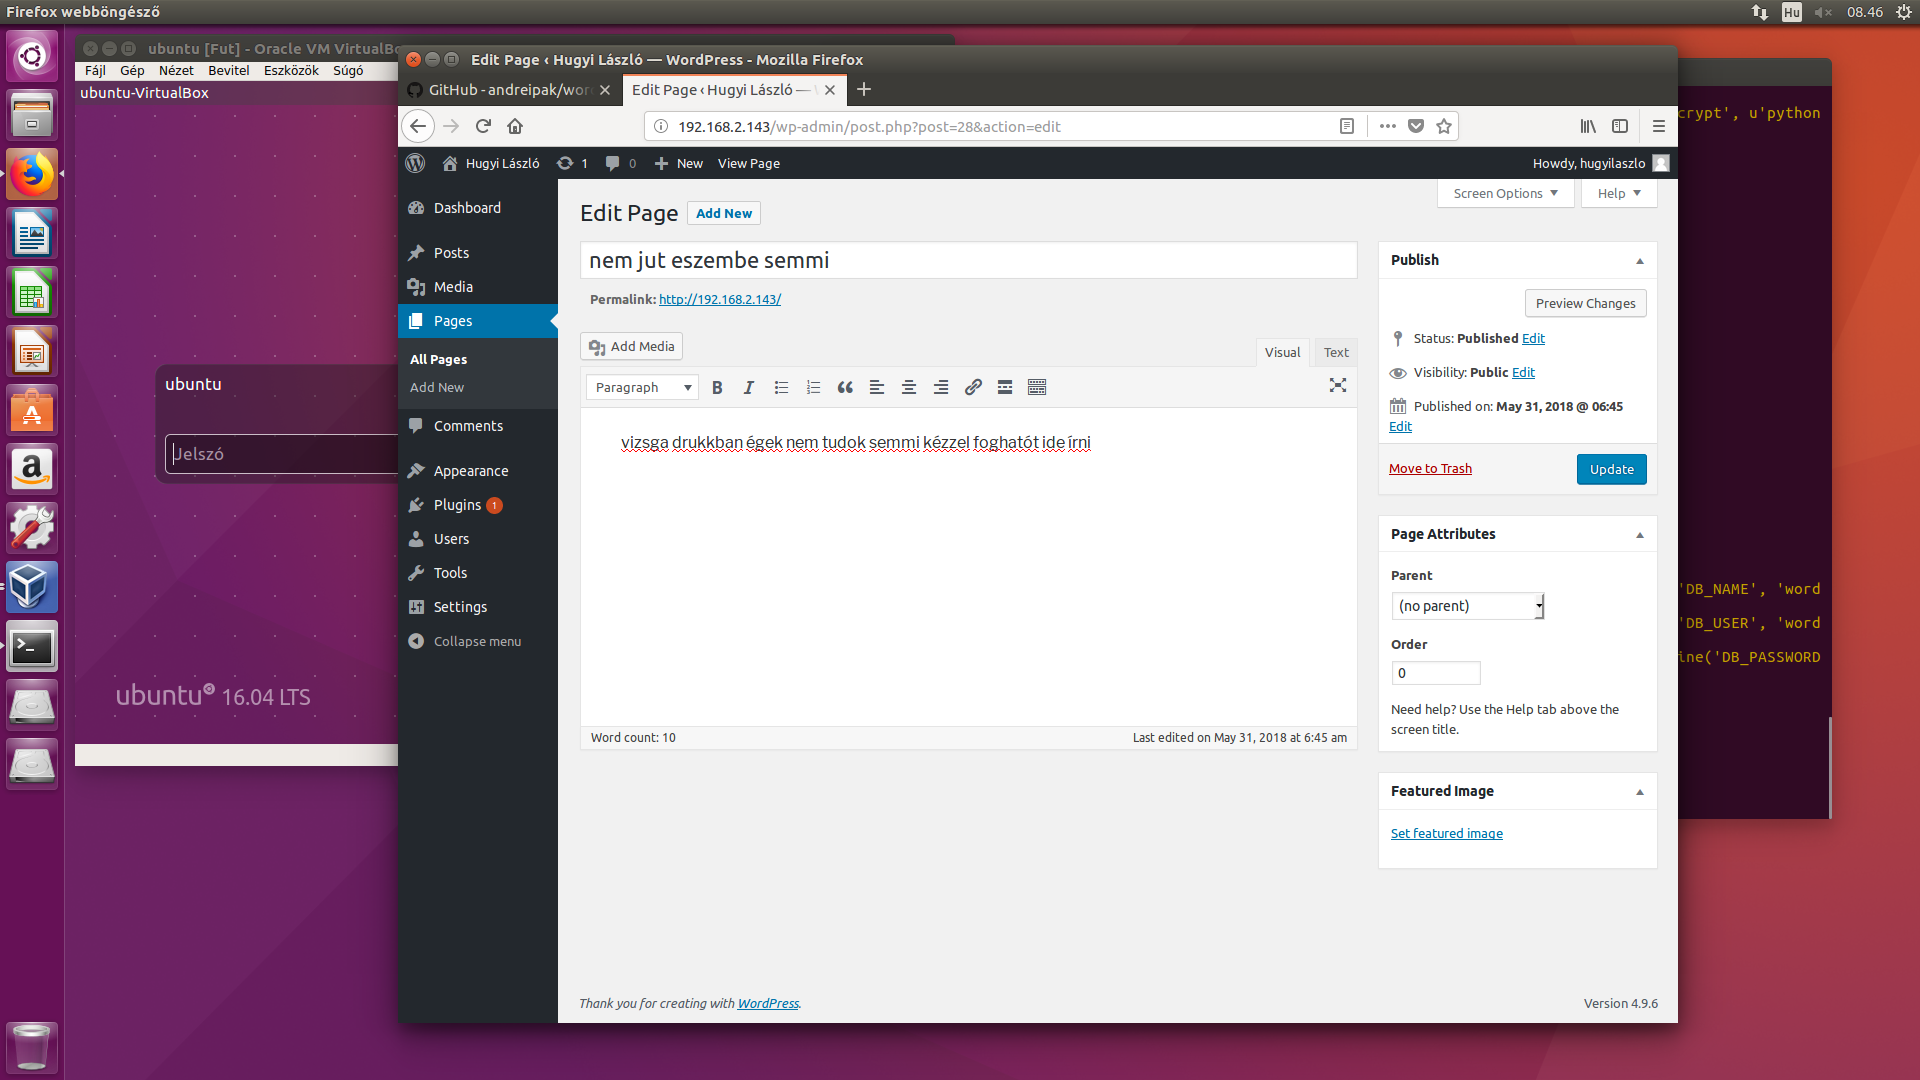 Firefox webböngésző
Hu
08.46
ubuntu [Fut] - Oracle VM VirtualBo
Fájl Gép Nézet Bevitel Eszközök Súgó
ubuntu-VirtualBox
ubuntu
Jelszó
ubuntu 16.04 LTS
Edit Page ‹ Hugyi László — WordPress - Mozilla Firefox
GitHub - andreipak/wor
Edit Page ‹ Hugyi László —
192.168.2.143/wp-admin/post.php?post=28&action=edit
Hugyi László 1 0 New View Page
Howdy, hugyilaszlo
Dashboard
Posts
Media
Pages
All Pages
Add New
Comments
Appearance
Plugins 1
Users
Tools
Settings
Collapse menu
Screen Options
Help
Edit Page Add New
nem jut eszembe semmi
Permalink: http://192.168.2.143/
Add Media
Visual Text
Paragraph
B I
vizsga drukkban égek nem tudok semmi kézzel foghatót ide írni
Word count: 10
Last edited on May 31, 2018 at 6:45 am
Publish
Preview Changes
Status: Published Edit
Visibility: Public Edit
Published on: May 31, 2018 @ 06:45
Edit
Move to Trash
Update
Page Attributes
Parent
(no parent)
Order
0
Need help? Use the Help tab above the
screen title.
Featured Image
Set featured image
Thank you for creating with WordPress.
Version 4.9.6
crypt', u'python
'DB_NAME', 'word
'DB_USER', 'word
ine('DB_PASSWORD